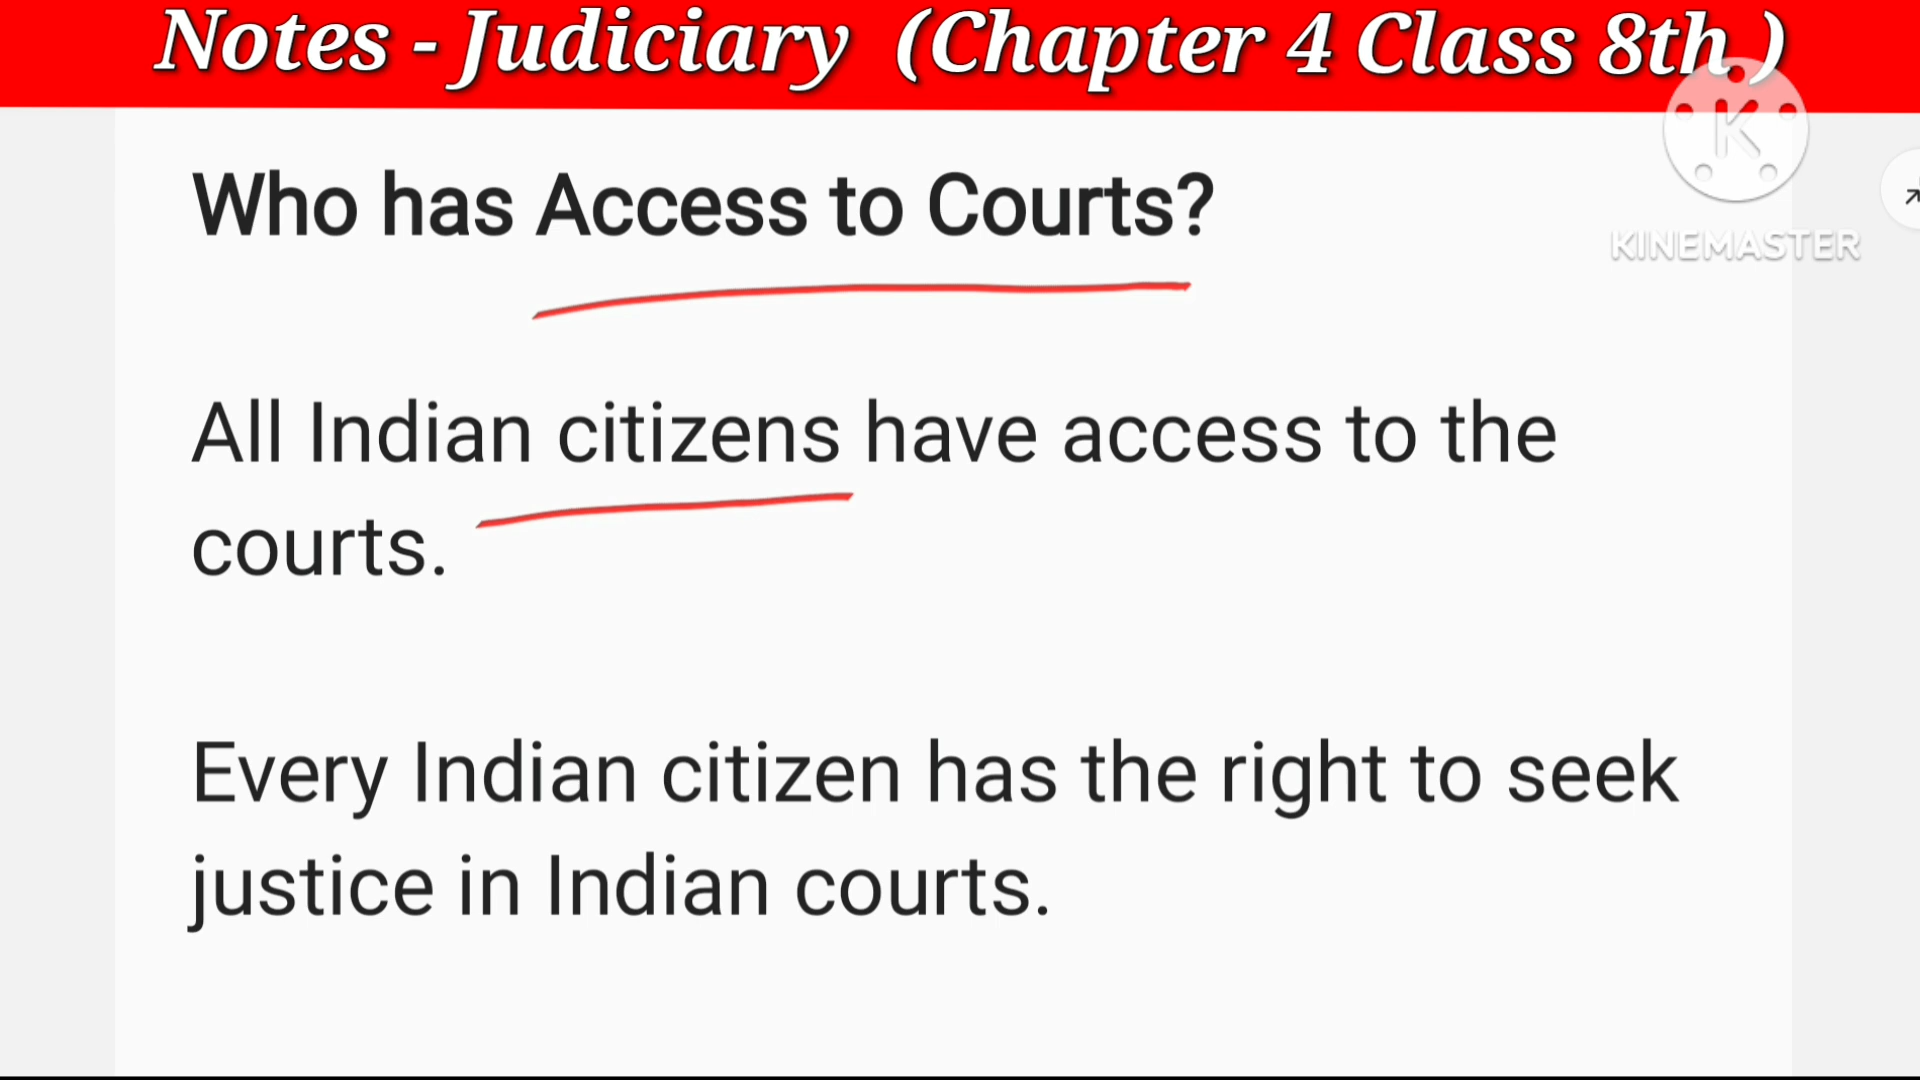 Notes - Judiciary (Chapter 4 Class 8th)
K
KINEMASTER
Who has Access to Courts?
All Indian citizens have access to the
courts.
Every Indian citizen has the right to seek
justice in Indian courts.